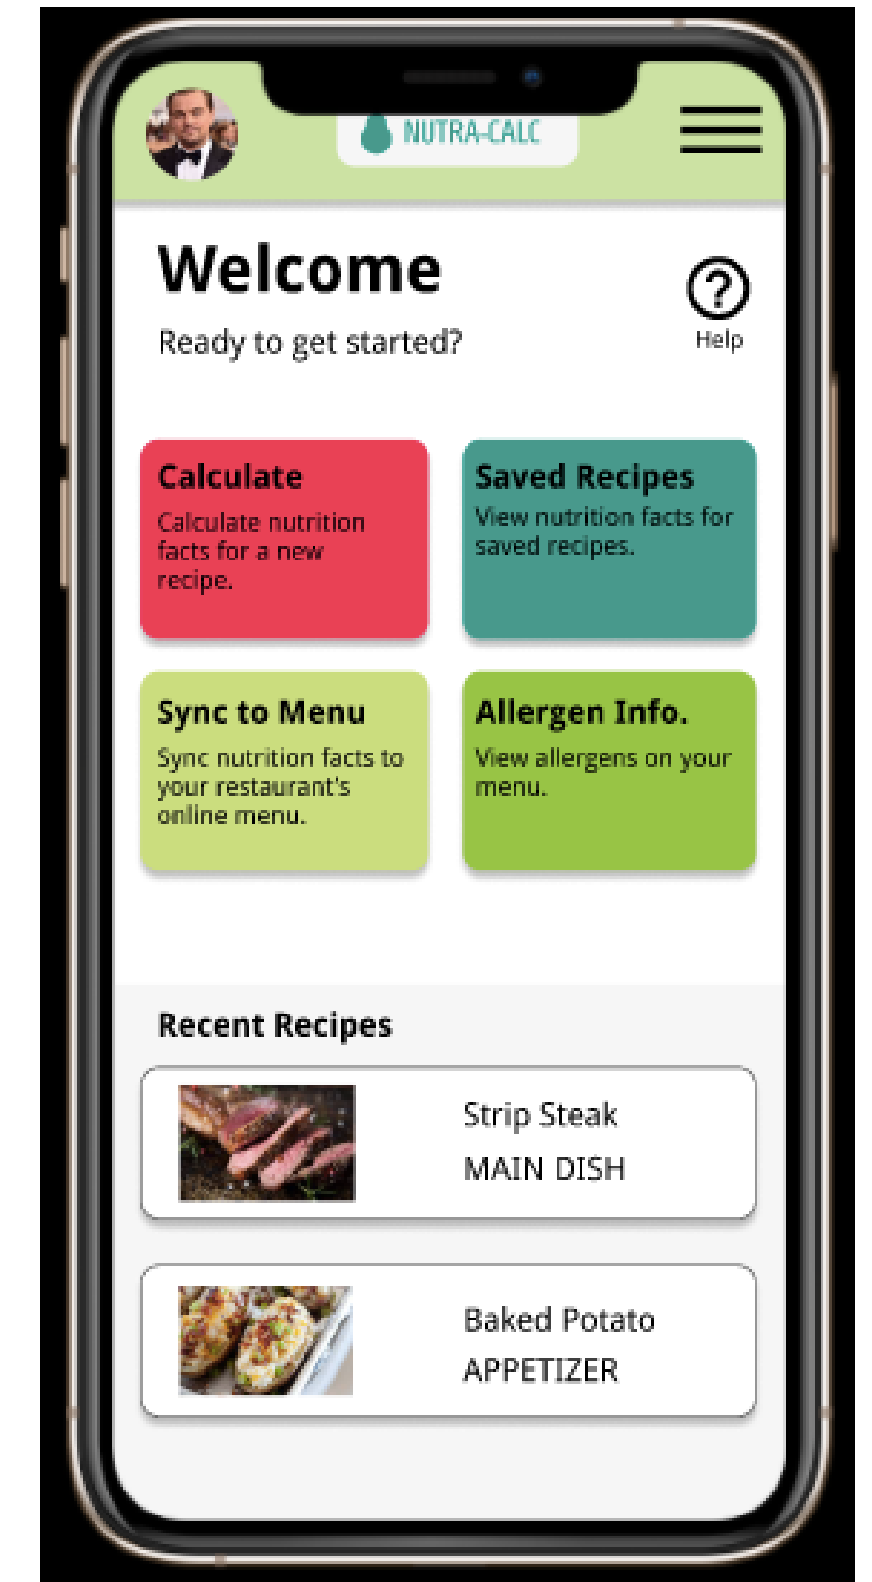 NUTRA-CALC
Welcome
Ready to get started?
Help
Calculate
Calculate nutrition
facts for a new
recipe.
Saved Recipes
View nutrition facts for
saved recipes.
Sync to Menu
Sync nutrition facts to
your restaurant's
online menu.
Allergen Info.
View allergens on your
menu.
Recent Recipes
Strip Steak
MAIN DISH
Baked Potato
APPETIZER